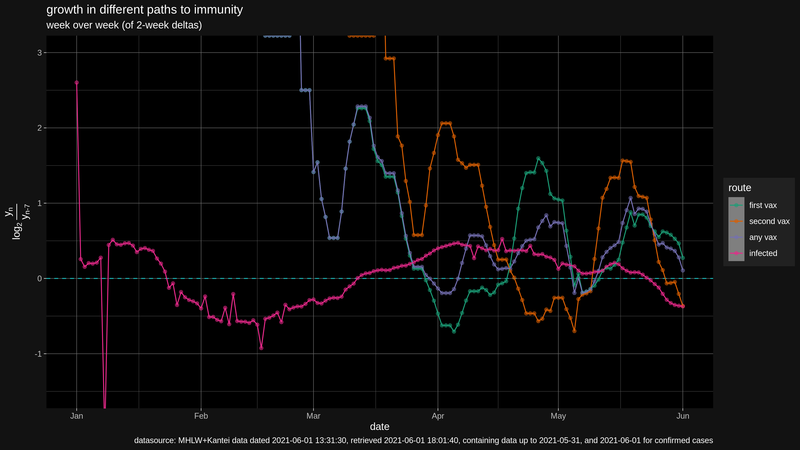 growth in different paths to immunity
week over week (of 2-week deltas)
3
2
1
0
-1
log2 yn / yn-7
Jan Feb Mar Apr May Jun
date
route
first vax
second vax
any vax
infected
datasource: MHLW+Kantei data dated 2021-06-01 13:31:30, retrieved 2021-06-01 18:01:40, containing data up to 2021-05-31, and 2021-06-01 for confirmed cases